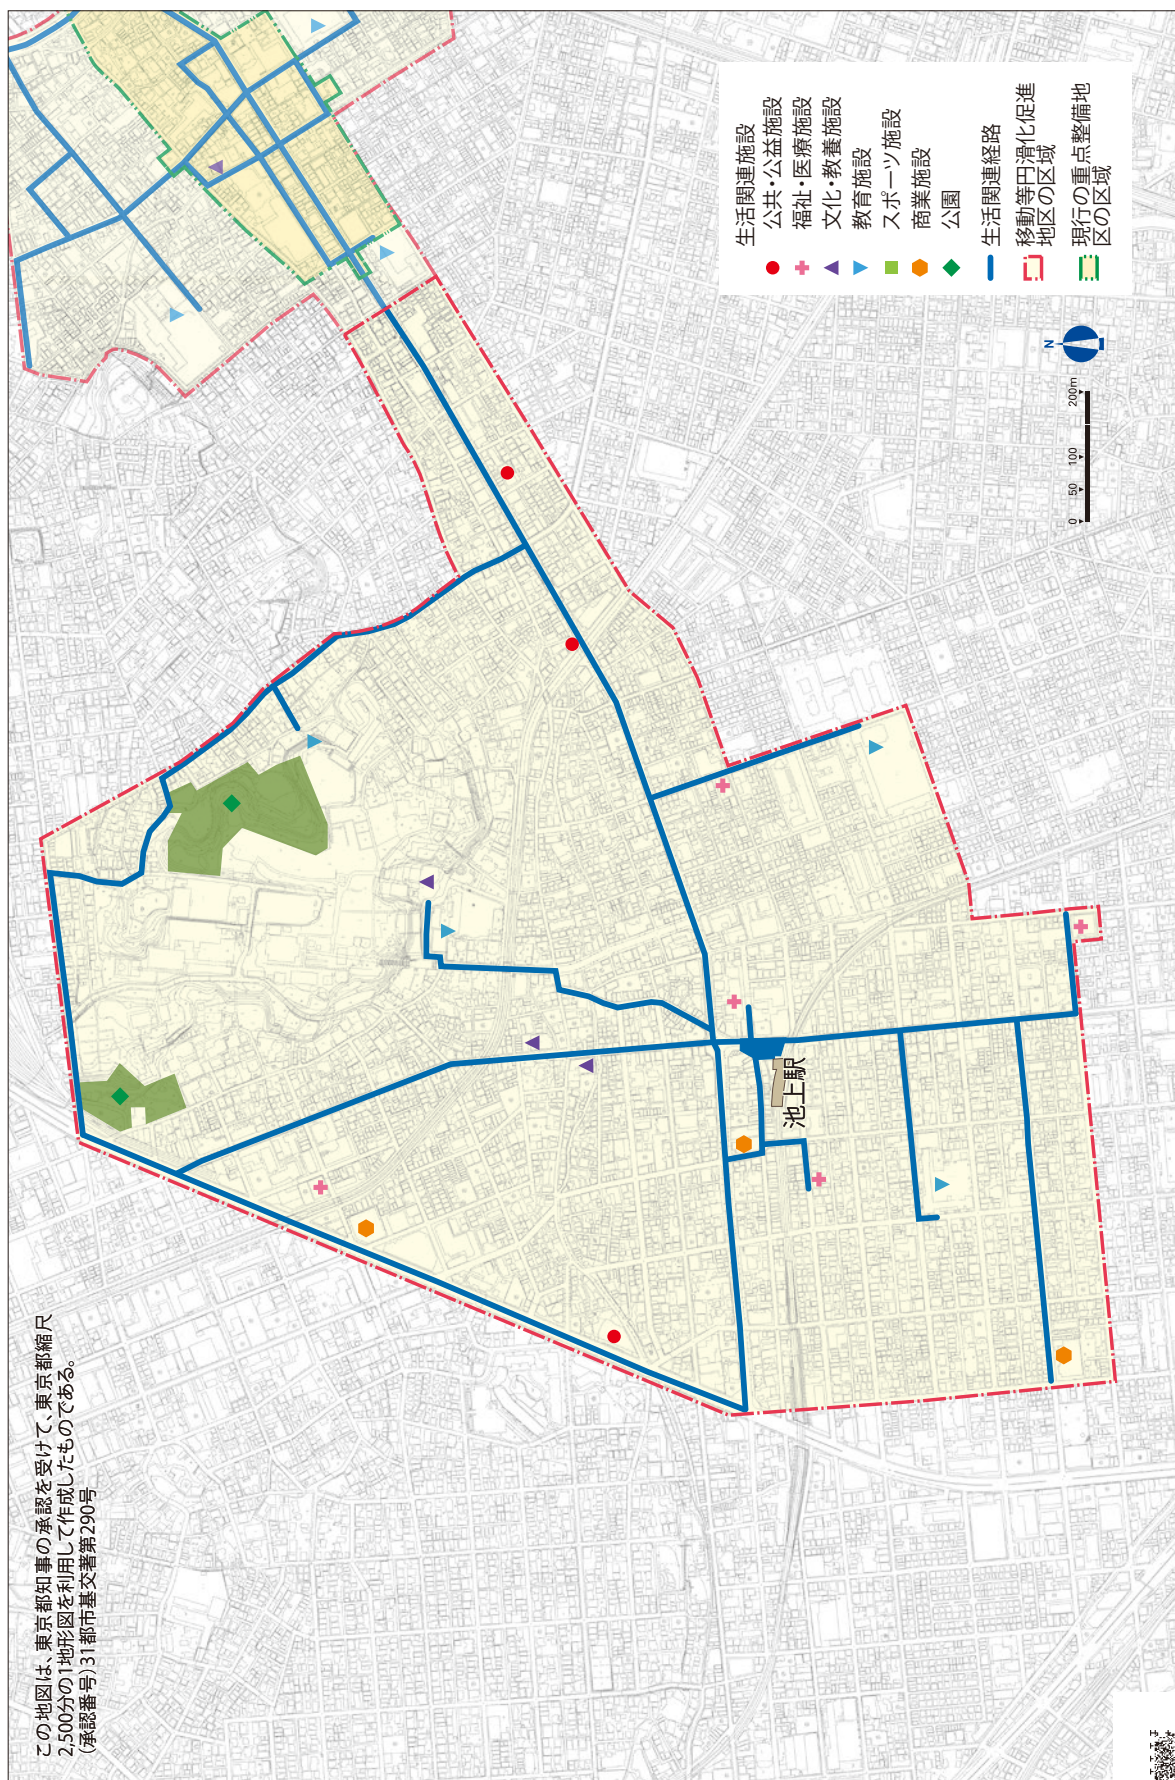 この地図は、東京都知事の承認を受けて、東京都縮尺
2,500分の1地形図を利用して作成したものである。
(承認番号)31都市基交著第290号
池上駅
生活関連施設
公共・公益施設
福祉・医療施設
文化・教養施設
教育施設
スポーツ施設
商業施設
公園
生活関連経路
移動等円滑化促進
地区の区域
現行の重点整備地
区の区域
N
0 50 100 200m